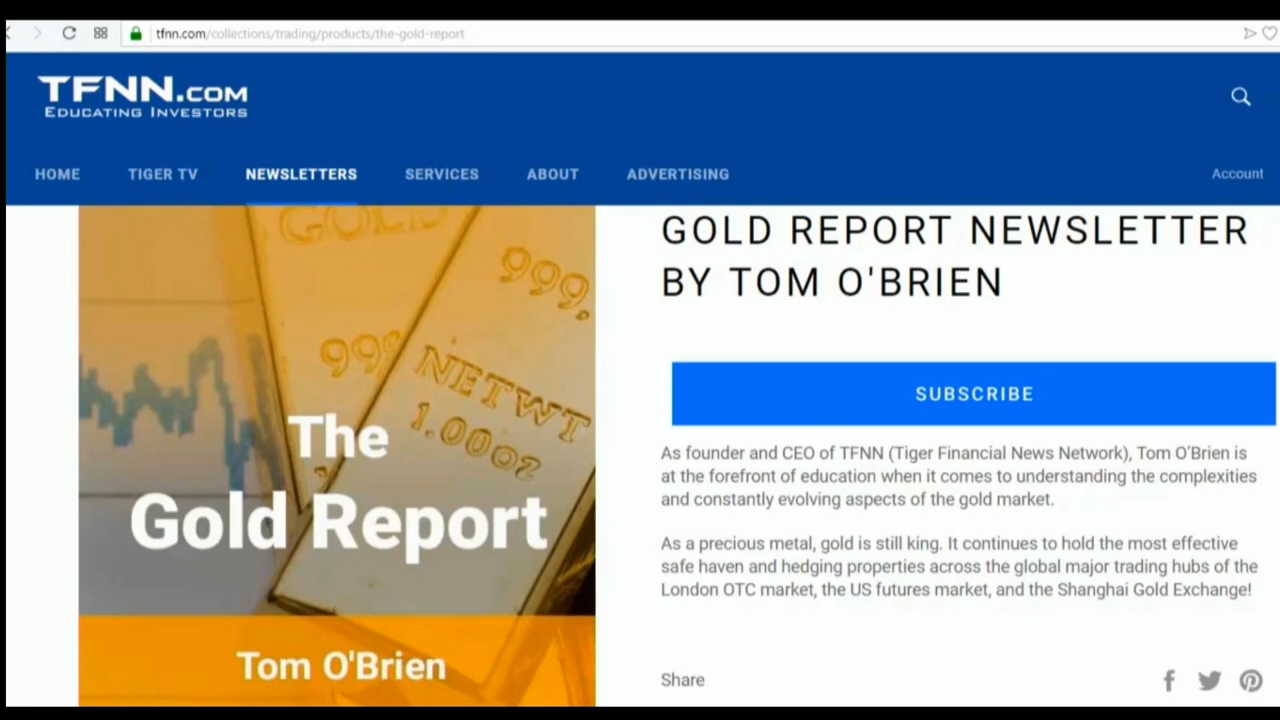 tfnn.com/collections/trading/products/the-gold-report
TFNN.COM
EDUCATING INVESTORS
HOME
TIGER TV
NEWSLETTERS
SERVICES
ABOUT
ADVERTISING
Account
GOLD
999.
999
NETWT
1.00OZ
The
Gold Report
Tom O'Brien
GOLD REPORT NEWSLETTER
BY TOM O'BRIEN
SUBSCRIBE
As founder and CEO of TFNN (Tiger Financial News Network), Tom O'Brien is
at the forefront of education when it comes to understanding the complexities
and constantly evolving aspects of the gold market.
As a precious metal, gold is still king. It continues to hold the most effective
safe haven and hedging properties across the global major trading hubs of the
London OTC market, the US futures market, and the Shanghai Gold Exchange!
Share